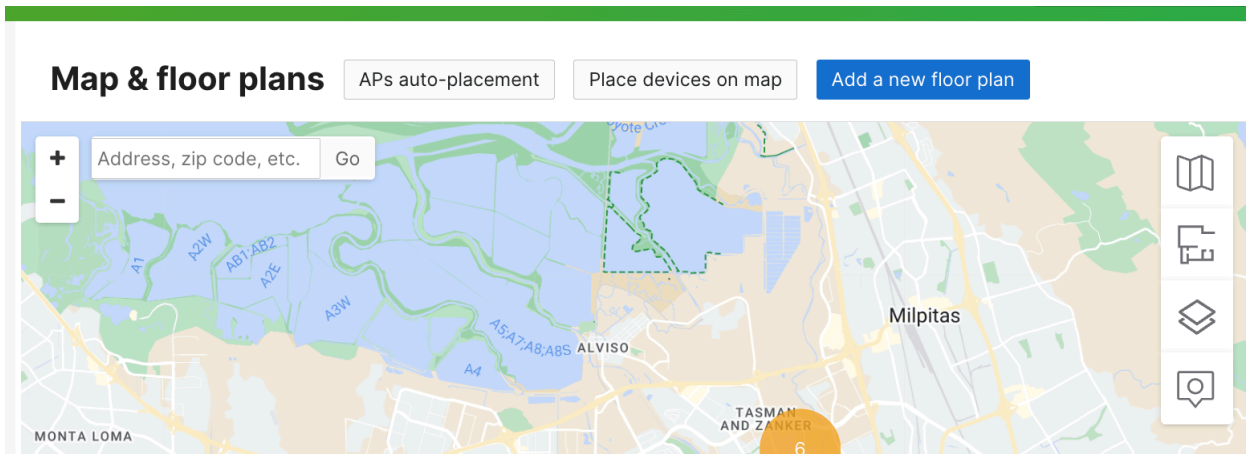 Map & floor plans
APs auto-placement
Place devices on map
Add a new floor plan
+
Address, zip code, etc.
Go
−
A1
A2W
AB1;AB2
A2E
A3W
A5;A7;A8;A8S
ALVISO
A4
Milpitas
TASMAN
AND ZANKER
6
MONTA LOMA